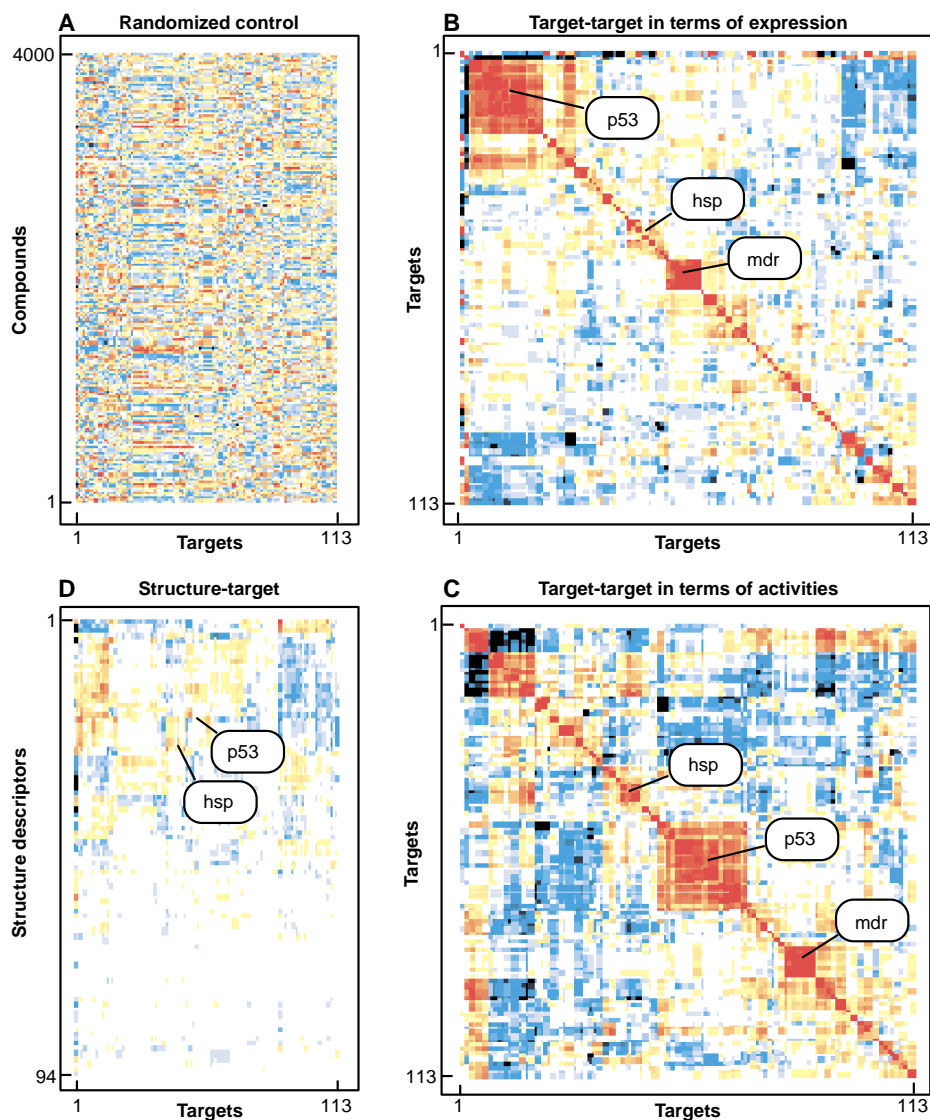 A
Randomized control
4000
Compounds
1
1
113
Targets
B
Target-target in terms of expression
1
p53
hsp
mdr
Targets
113
1
113
Targets
D
Structure-target
1
p53
hsp
Structure descriptors
94
1
113
Targets
C
Target-target in terms of activities
1
hsp
p53
mdr
Targets
113
1
113
Targets